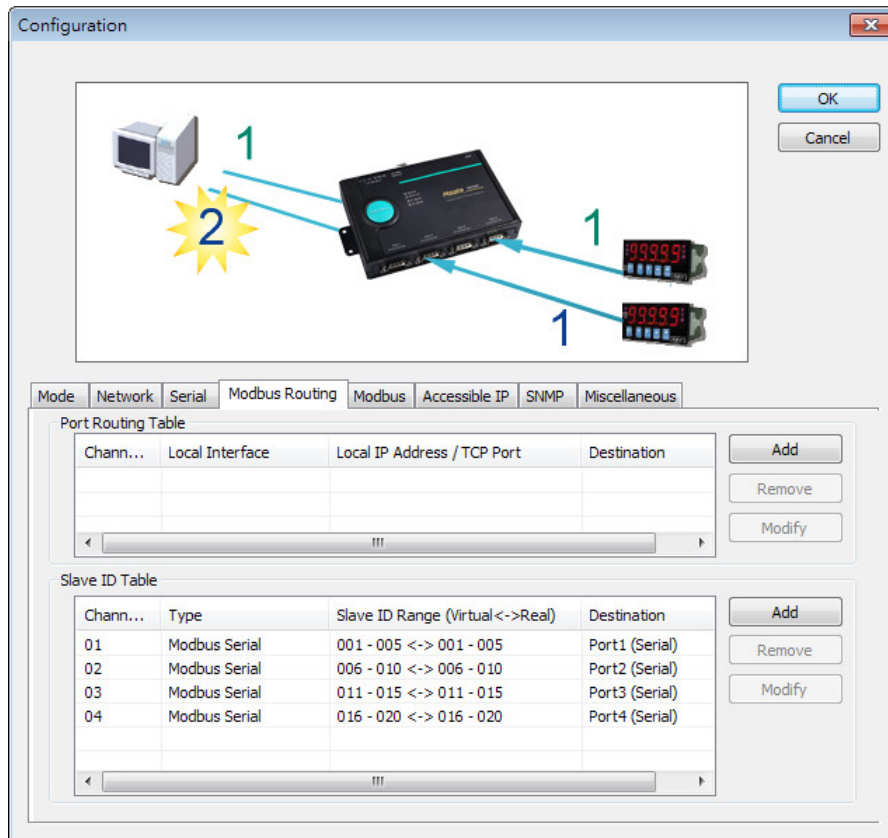 Configuration
OK
Cancel
1
2
1
1
99999
99999
Mode Network Serial Modbus Routing Modbus Accessible IP SNMP Miscellaneous
Port Routing Table
Chann... Local Interface Local IP Address / TCP Port Destination
Add
Remove
Modify
Slave ID Table
Chann... Type Slave ID Range (Virtual<->Real) Destination
01 Modbus Serial 001 - 005 <-> 001 - 005 Port1 (Serial)
02 Modbus Serial 006 - 010 <-> 006 - 010 Port2 (Serial)
03 Modbus Serial 011 - 015 <-> 011 - 015 Port3 (Serial)
04 Modbus Serial 016 - 020 <-> 016 - 020 Port4 (Serial)
Add
Remove
Modify